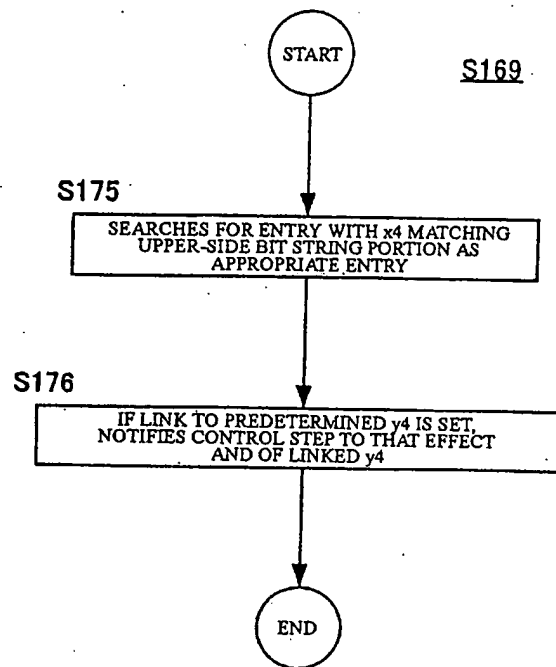 START
S169
S175
SEARCHES FOR ENTRY WITH x4 MATCHING
UPPER-SIDE BIT STRING PORTION AS
APPROPRIATE ENTRY
S176
IF LINK TO PREDETERMINED y4 IS SET,
NOTIFIES CONTROL STEP TO THAT EFFECT
AND OF LINKED y4
END